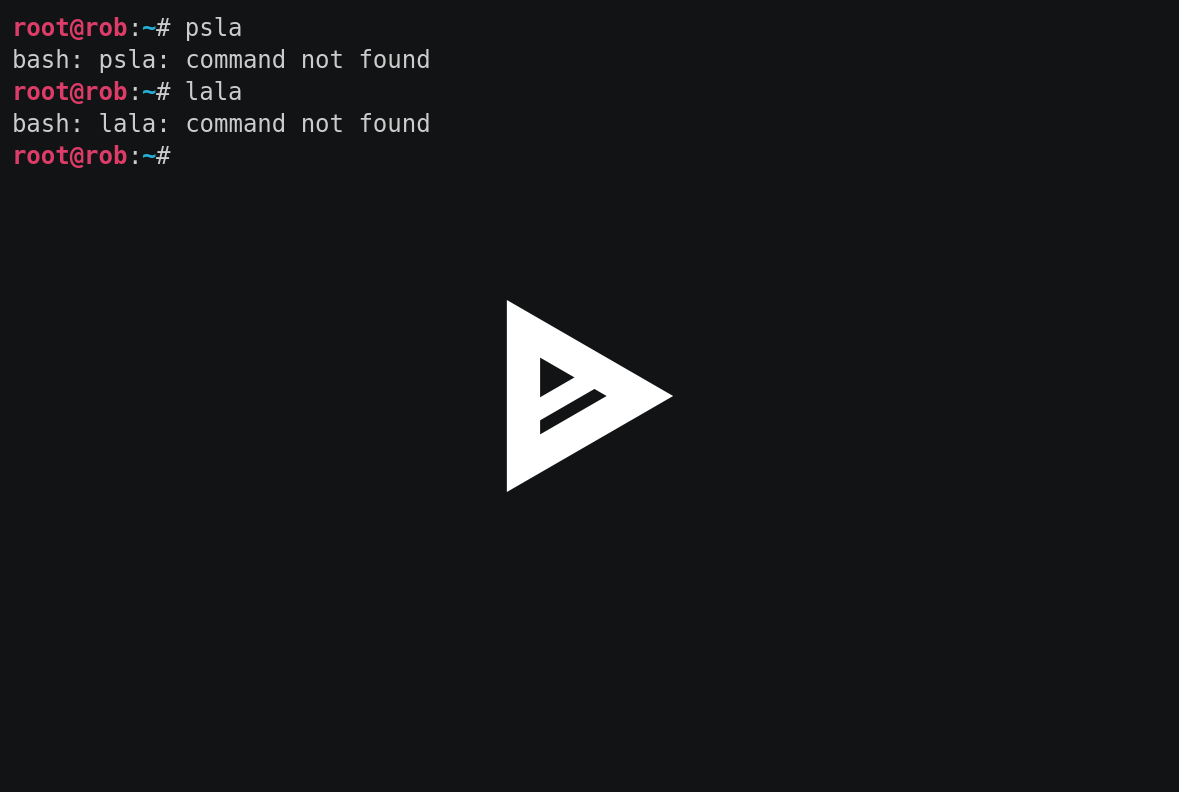 root@rob:~# psla
bash: psla: command not found
root@rob:~# lala
bash: lala: command not found
root@rob:~#